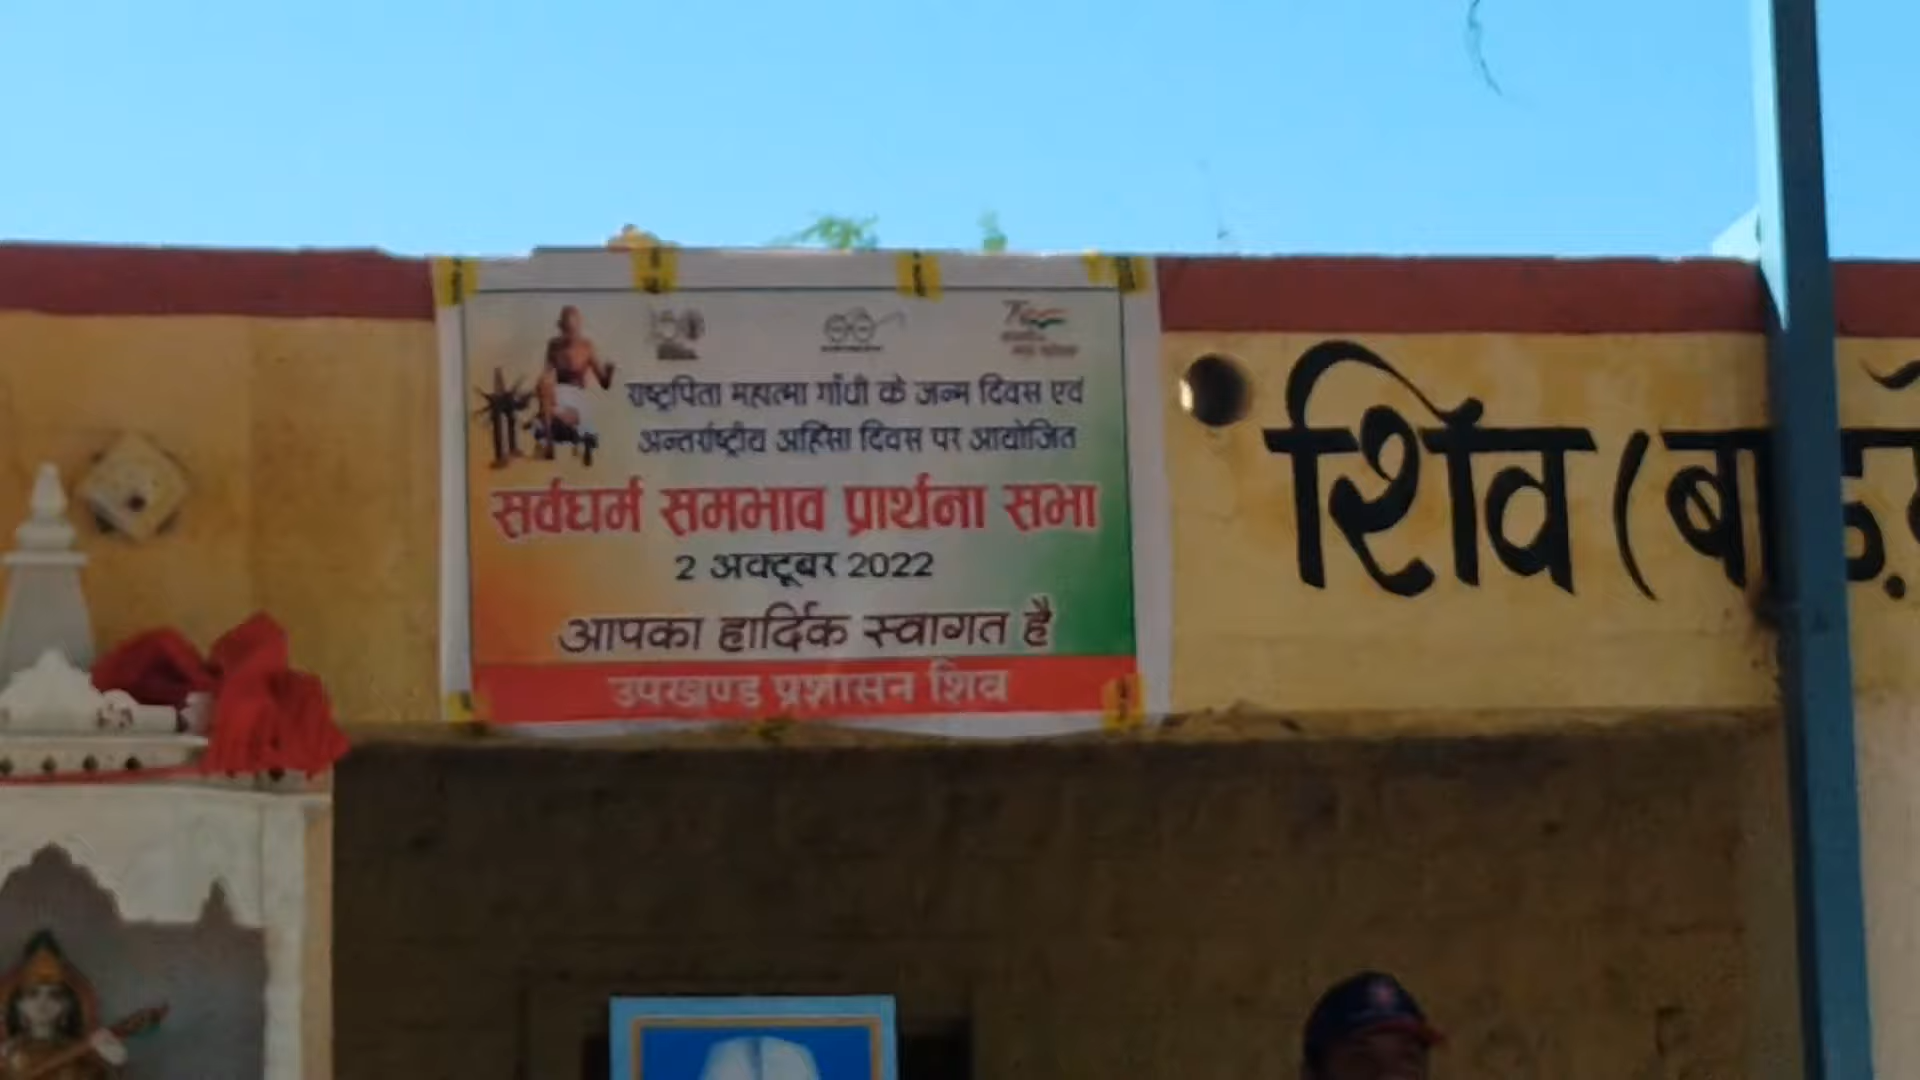 राष्ट्रपिता महात्मा गाँधी के जन्म दिवस एवं
अन्तर्राष्ट्रीय अहिंसा दिवस पर आयोजित
सर्वधर्म समभाव प्रार्थना सभा
2 अक्टूबर 2022
आपका हार्दिक स्वागत है
उपखण्ड प्रशासन शिव
शिव (बाड़